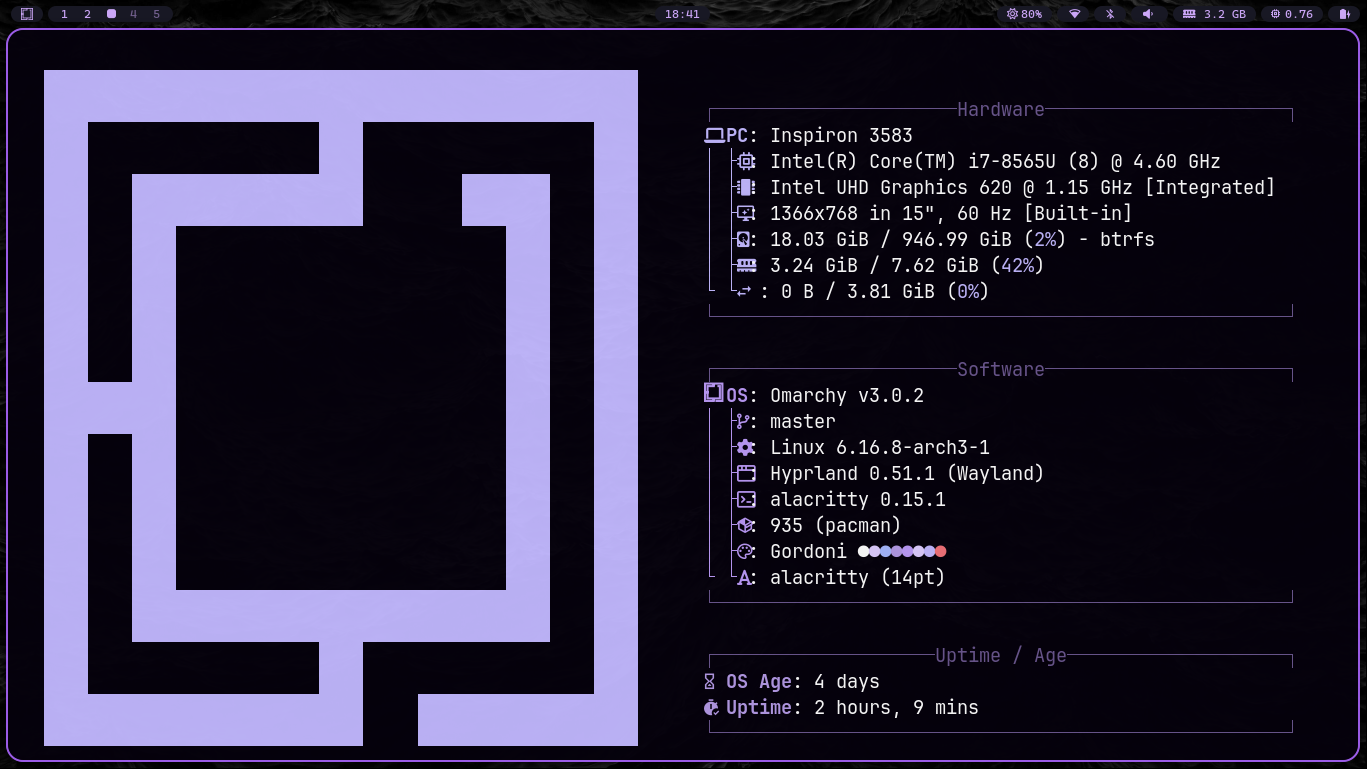 1 2 4 5
18:41
80%
3.2 GB
0.76
Hardware
PC: Inspiron 3583
: Intel(R) Core(TM) i7-8565U (8) @ 4.60 GHz
: Intel UHD Graphics 620 @ 1.15 GHz [Integrated]
: 1366x768 in 15", 60 Hz [Built-in]
: 18.03 GiB / 946.99 GiB (2%) - btrfs
: 3.24 GiB / 7.62 GiB (42%)
: 0 B / 3.81 GiB (0%)
Software
OS: Omarchy v3.0.2
: master
: Linux 6.16.8-arch3-1
: Hyprland 0.51.1 (Wayland)
: alacritty 0.15.1
: 935 (pacman)
: Gordoni
: alacritty (14pt)
Uptime / Age
OS Age: 4 days
Uptime: 2 hours, 9 mins